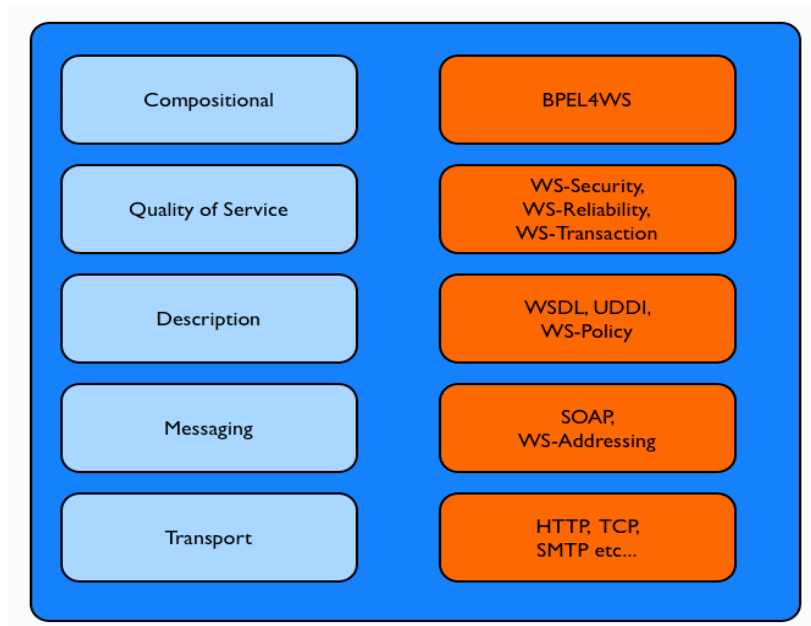 Compositional
BPEL4WS
Quality of Service
WS-Security,
WS-Reliability,
WS-Transaction
Description
WSDL, UDDI,
WS-Policy
Messaging
SOAP,
WS-Addressing
Transport
HTTP, TCP,
SMTP etc...